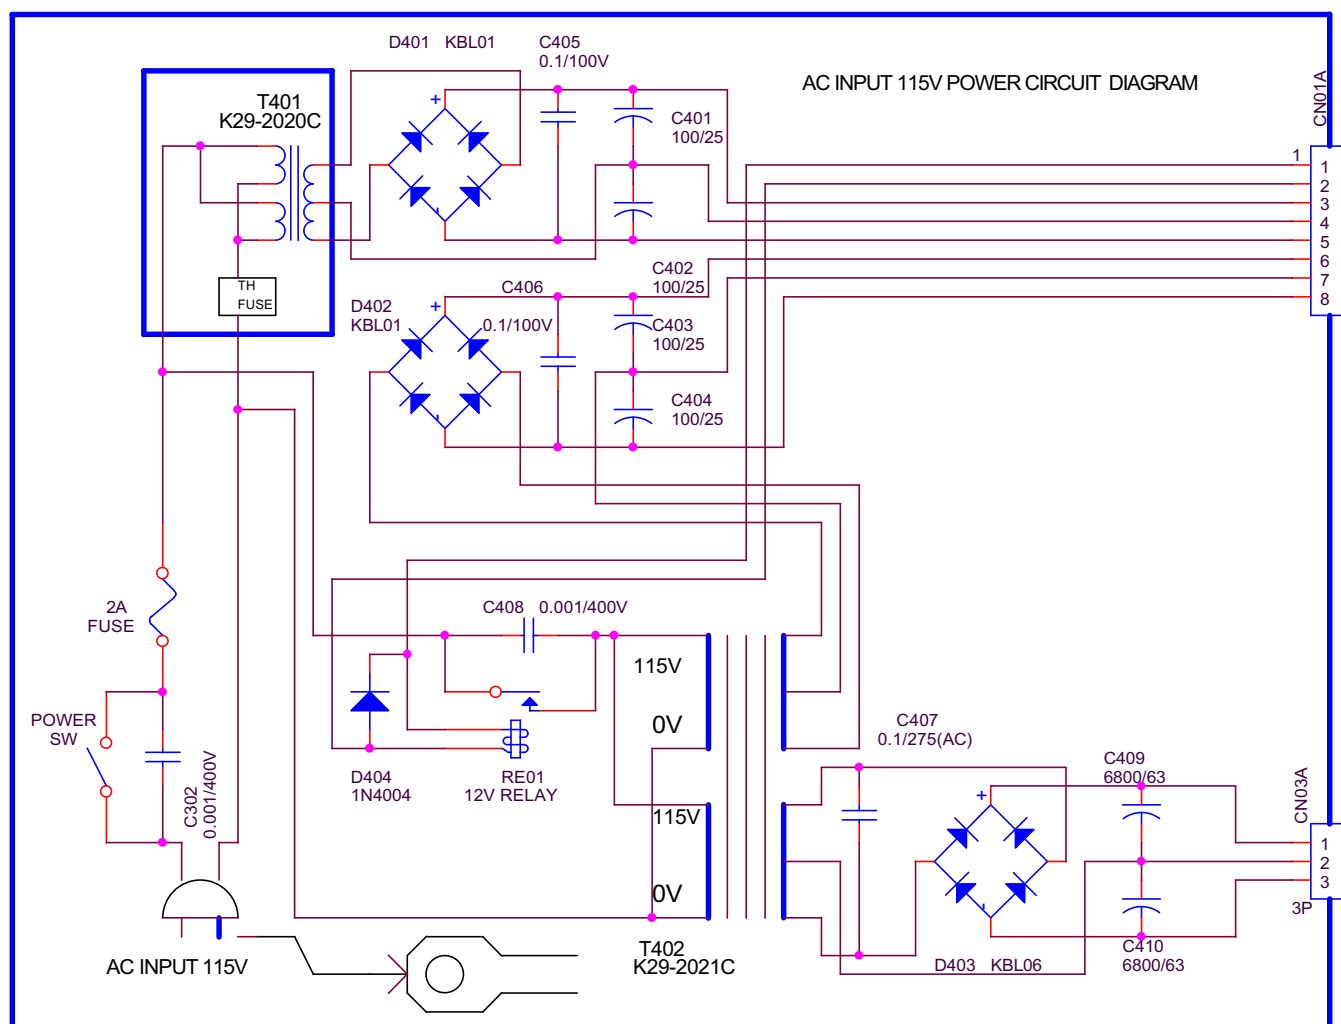 D401 KBL01
C405
0.1/100V
AC INPUT 115V POWER CIRCUIT DIAGRAM
CN01A
T401
K29-2020C
+
C401
100/25
1
1
2
3
4
5
6
7
8
TH
FUSE
C402
100/25
C406
D402
KBL01
+
0.1/100V
C403
100/25
C404
100/25
2A
FUSE
C408 0.001/400V
115V
0V
POWER
SW
C302
0.001/400V
D404
1N4004
RE01
12V RELAY
C407
0.1/275(AC)
C409
6800/63
CN03A
+
115V
0V
1
2
3
3P
AC INPUT 115V
T402
K29-2021C
D403 KBL06
C410
6800/63